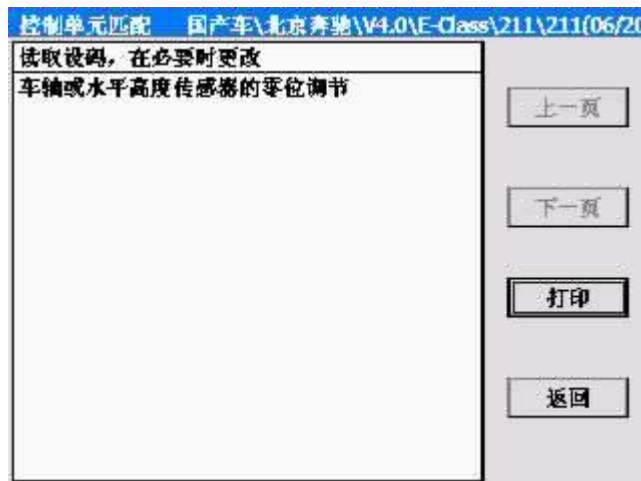 控制单元匹配 国产车\北京奔驰\V4.0\E-Class\211\211(06/20
读取设码，在必要时更改
车轴或水平高度传感器的零位调节
上一页
下一页
打印
返回